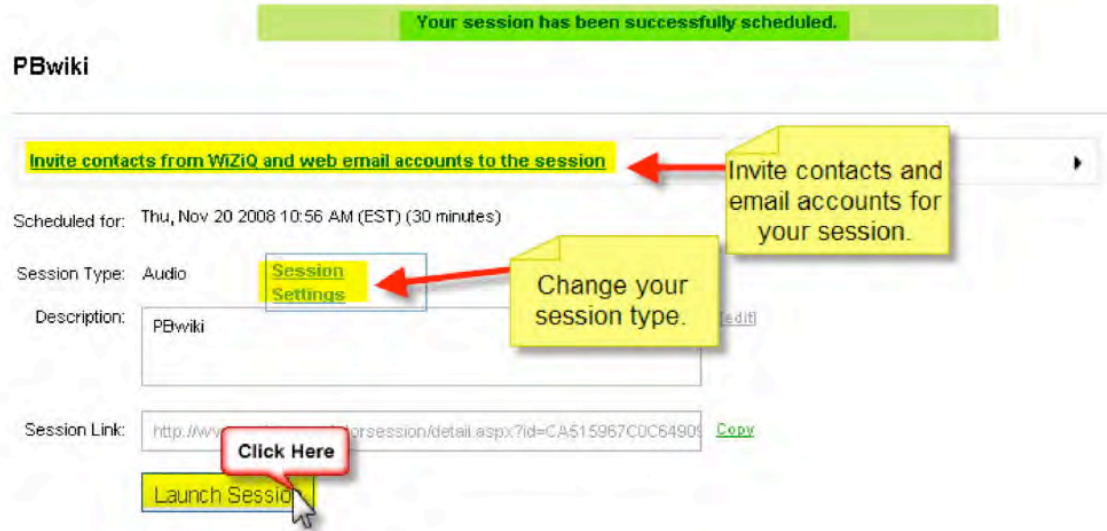 Your session has been successfully scheduled.
PBwiki
Invite contacts from WiZiQ and web email accounts to the session
Invite contacts and
email accounts for
your session.
Scheduled for: Thu, Nov 20 2008 10:56 AM (EST) (30 minutes)
Session Type: Audio
Session
Settings
Change your
session type.
Description: PBwiki
[edit]
Session Link: http://www orsession/detail.aspx?id=CA515967C0C64909 Copy
Click Here
Launch Session